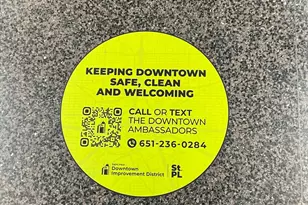 KEEPING DOWNTOWN
SAFE, CLEAN
AND WELCOMING
CALL OR TEXT
THE DOWNTOWN
AMBASSADORS
651-236-0284
Downtown
Improvement District
St
PL